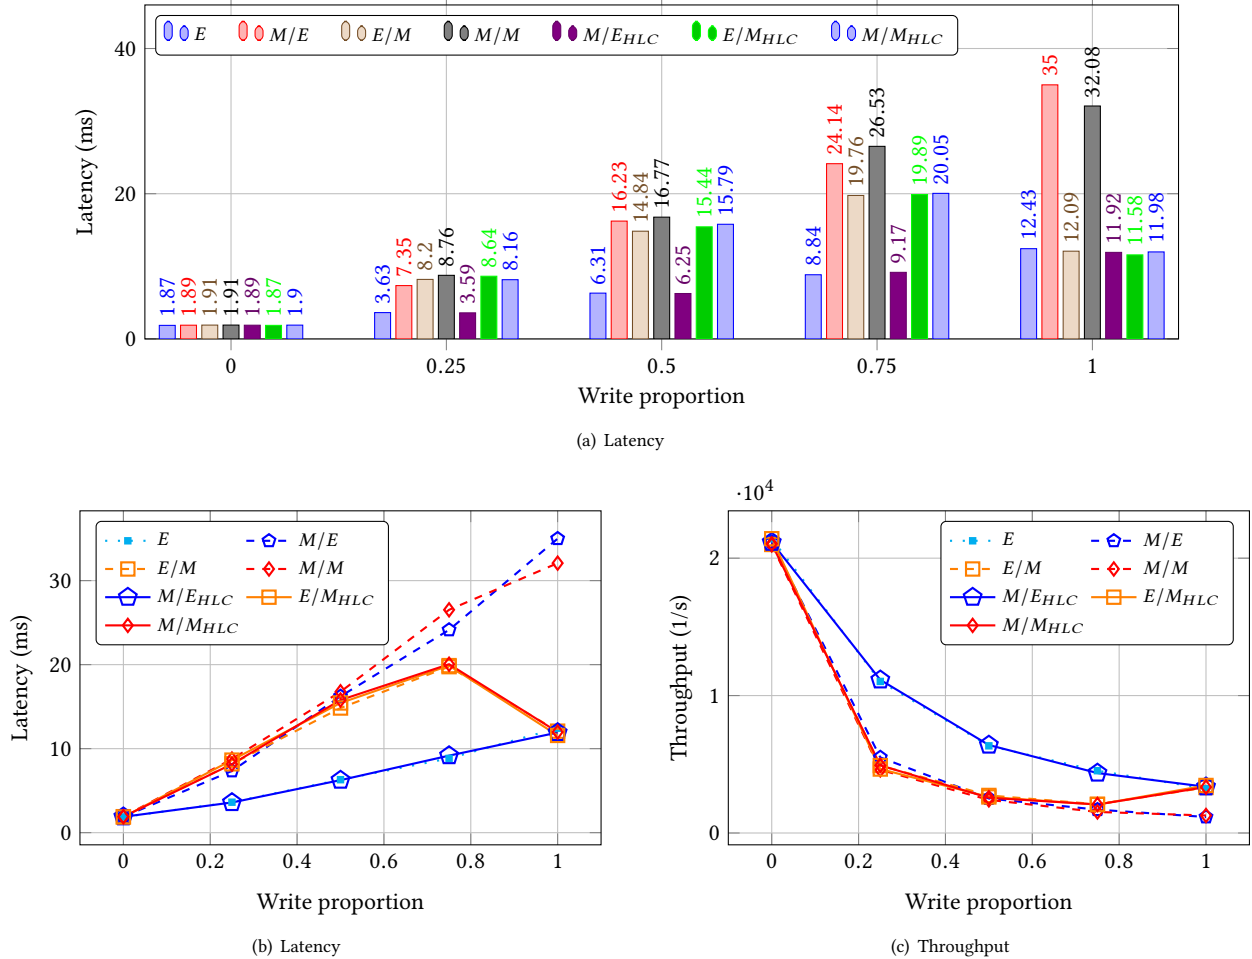 E M/E E/M M/M M/E_HLC E/M_HLC M/M_HLC
40
20
0
Latency (ms)
1.87 1.89 1.91 1.91 1.89 1.87 1.9
3.63 7.35 8.2 8.76 3.59 8.64 8.16
6.31 16.23 14.84 16.77 6.25 15.44 15.79
8.84 24.14 19.76 26.53 9.17 19.89 20.05
12.43 35 12.09 32.08 11.92 11.58 11.98
0 0.25 0.5 0.75 1
Write proportion
(a) Latency
E M/E
E/M M/M
M/E_HLC E/M_HLC
M/M_HLC
30
20
10
0
Latency (ms)
0 0.2 0.4 0.6 0.8 1
Write proportion
(b) Latency
·10^4
E M/E
E/M M/M
M/E_HLC E/M_HLC
M/M_HLC
2
1
0
Throughput (1/s)
0 0.2 0.4 0.6 0.8 1
Write proportion
(c) Throughput